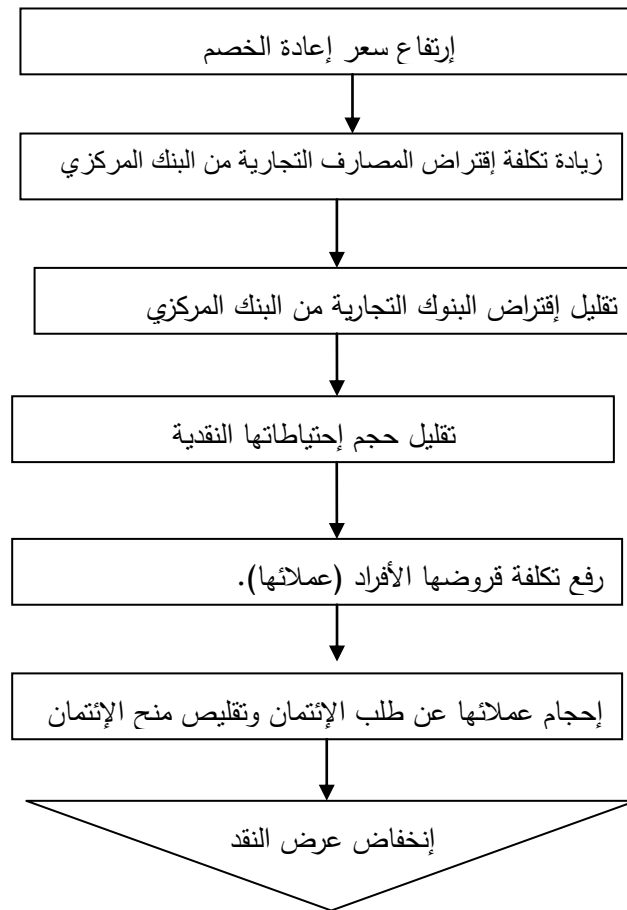 إرتفاع سعر إعادة الخصم
زيادة تكلفة إقتراض المصارف التجارية من البنك المركزي
تقليل إقتراض البنوك التجارية من البنك المركزي
تقليل حجم إحتياطاتها النقدية
رفع تكلفة قروضها الأفراد (عملائها).
إحجام عملائها عن طلب الإئتمان وتقليص منح الإئتمان
إنخفاض عرض النقد